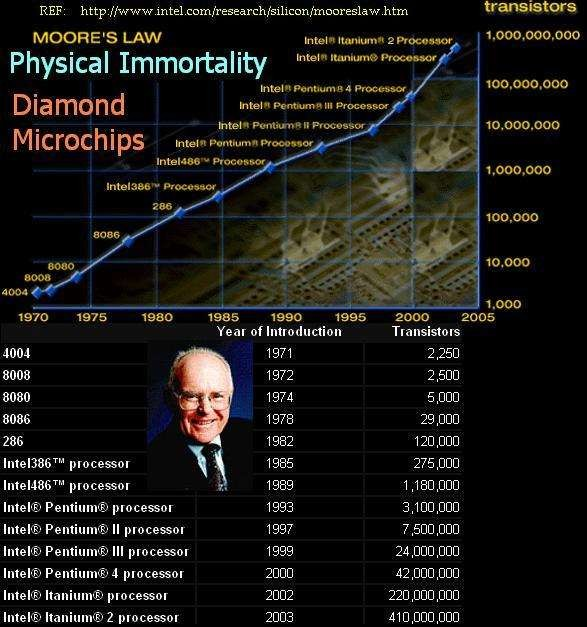 REF: http://www.intel.com/research/silicon/mooreslaw.htm
transistors
MOORE'S LAW
Physical Immortality
Diamond
Microchips
Intel® Itanium® 2 Processor
1,000,000,000
Intel® Itanium® Processor
Intel® Pentium® 4 Processor
100,000,000
Intel® Pentium® III Processor
Intel® Pentium® II Processor
10,000,000
Intel® Pentium® Processor
Intel486™ Processor
1,000,000
Intel386™ Processor
286
100,000
8086
8080
10,000
8008
4004
1,000
1970 1975 1980 1985 1990 1995 2000 2005
Year of Introduction Transistors
4004 1971 2,250
8008 1972 2,500
8080 1974 5,000
8086 1978 29,000
286 1982 120,000
Intel386™ processor 1985 275,000
Intel486™ processor 1989 1,180,000
Intel® Pentium® processor 1993 3,100,000
Intel® Pentium® II processor 1997 7,500,000
Intel® Pentium® III processor 1999 24,000,000
Intel® Pentium® 4 processor 2000 42,000,000
Intel® Itanium® processor 2002 220,000,000
Intel® Itanium® 2 processor 2003 410,000,000